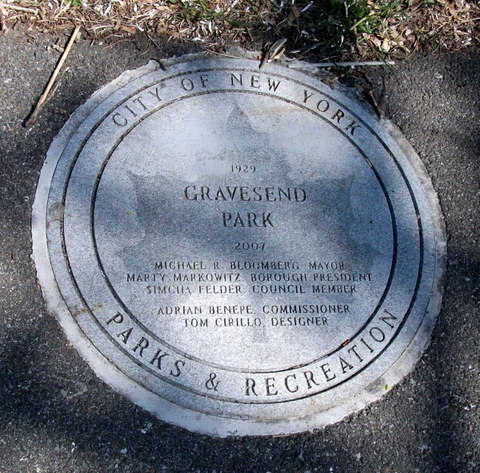 CITY OF NEW YORK
1929
GRAVESEND
PARK
2007
MICHAEL R. BLOOMBERG, MAYOR
MARTY MARKOWITZ, BOROUGH PRESIDENT
SIMCHA FELDER, COUNCIL MEMBER
ADRIAN BENEPE, COMMISSIONER
TOM CIRILLO, DESIGNER
PARKS & RECREATION